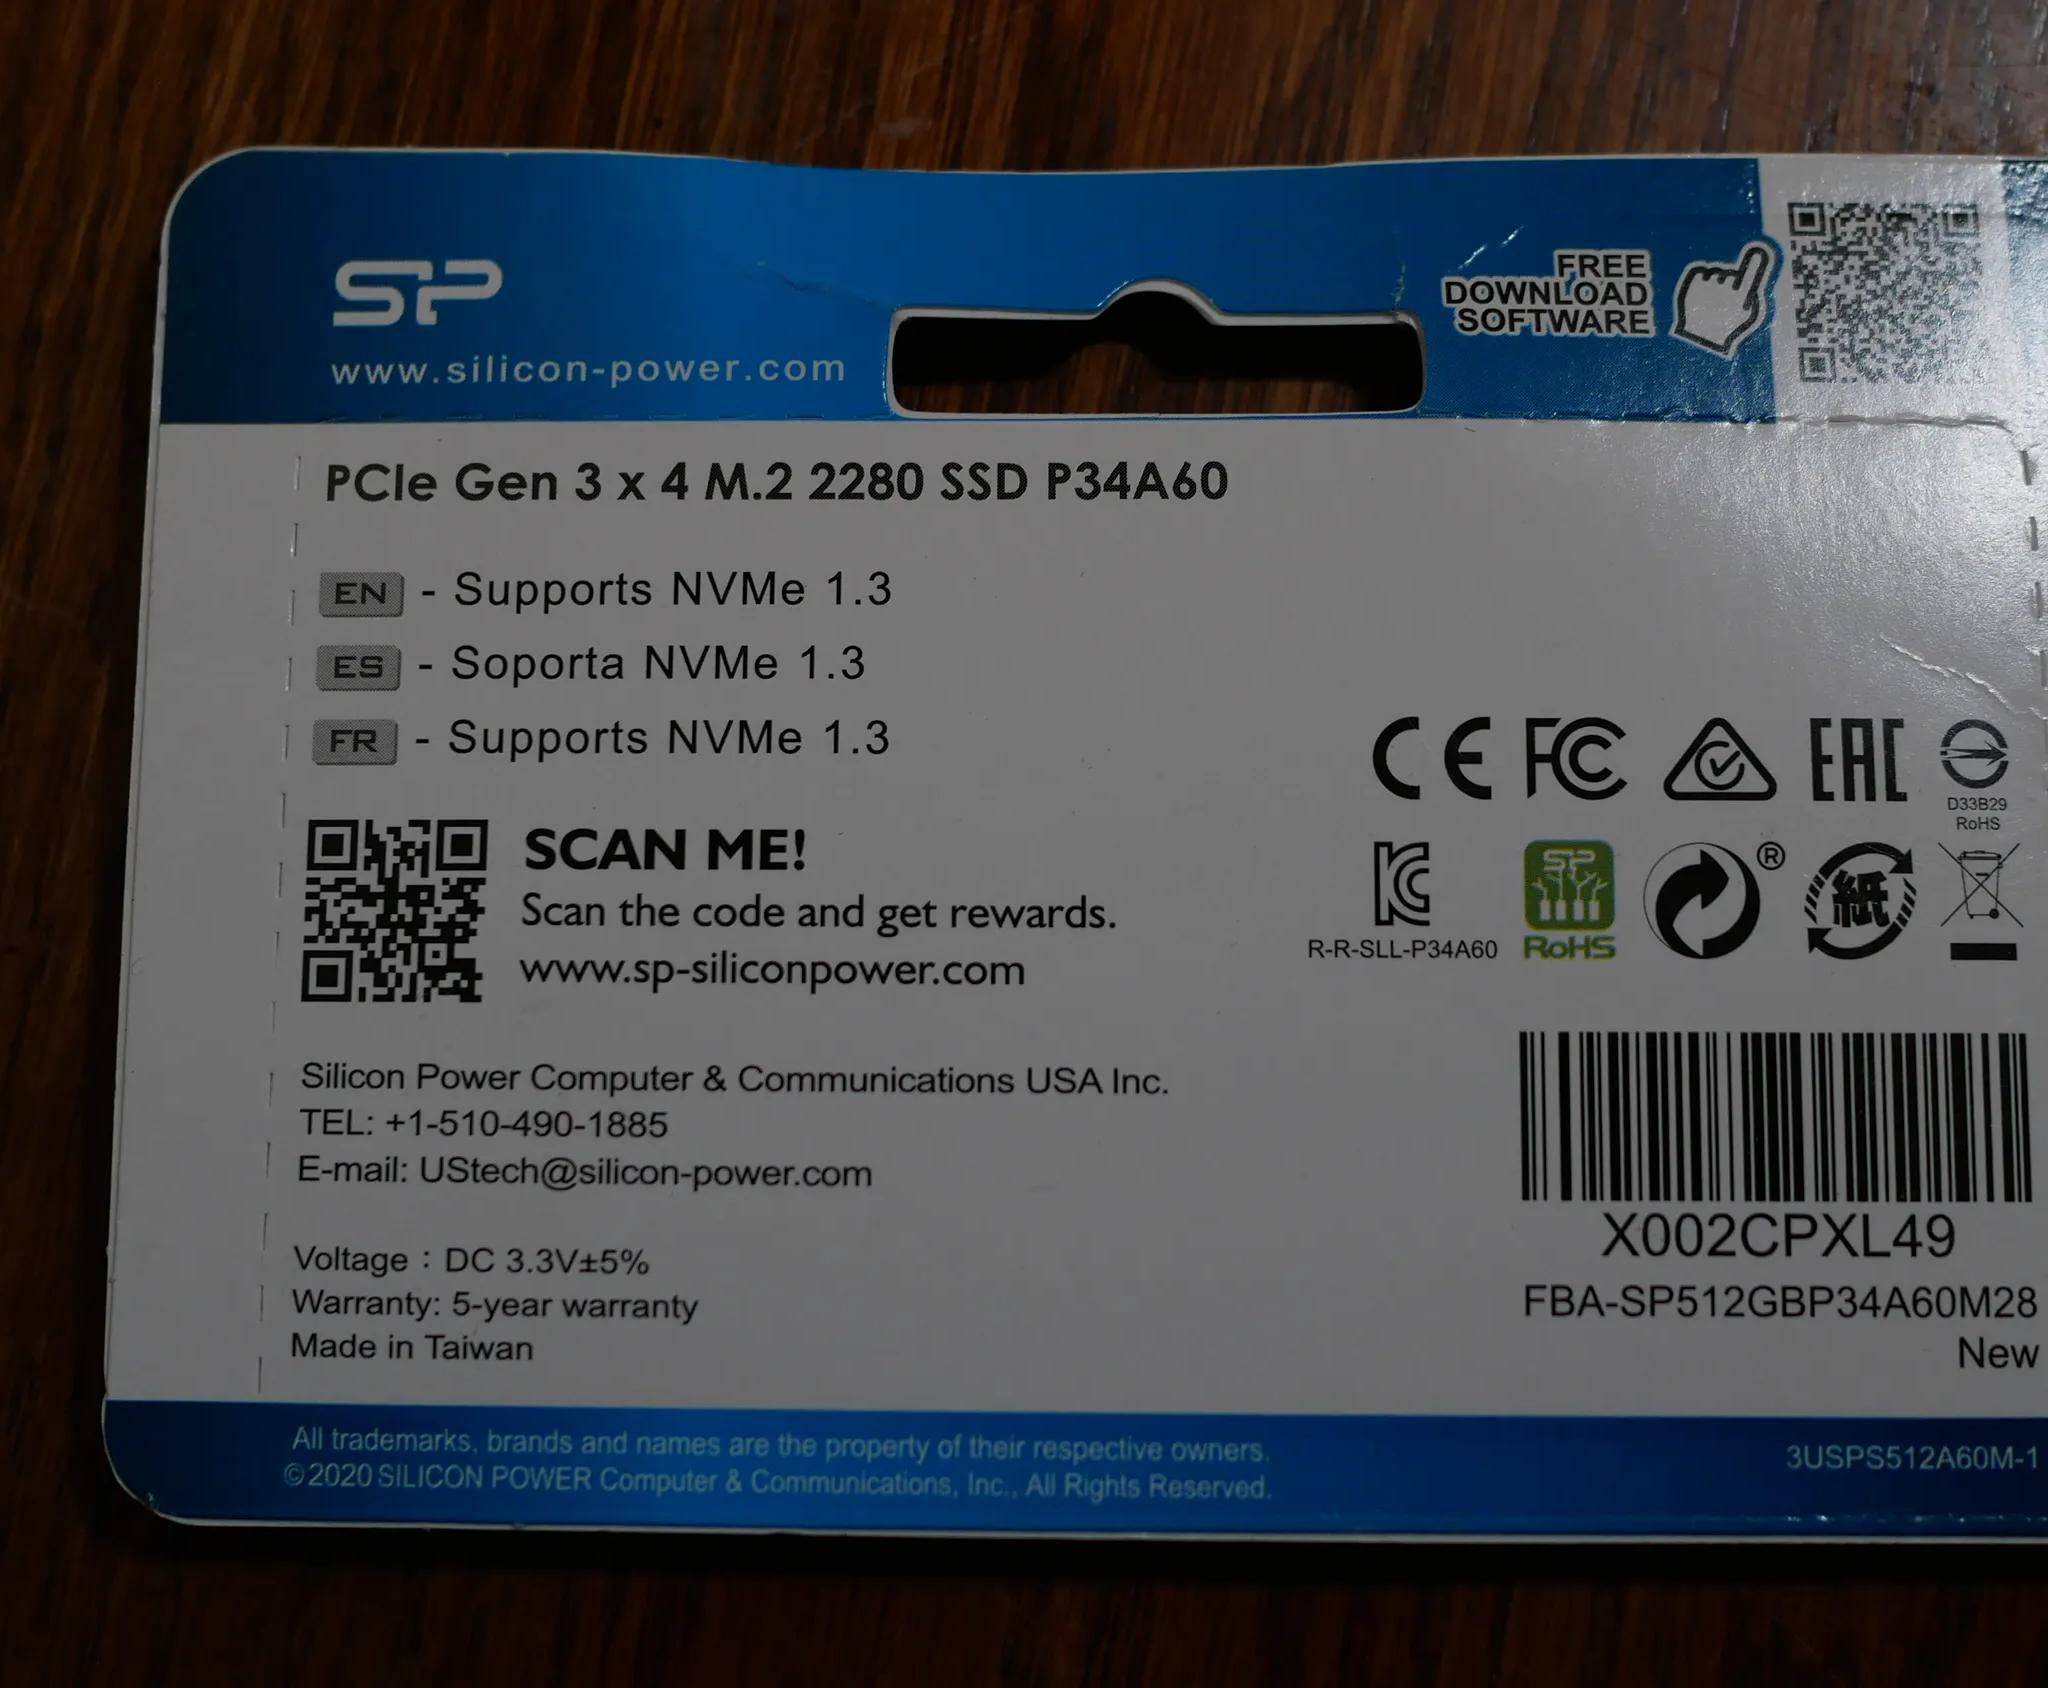 SP
www.silicon-power.com
FREE
DOWNLOAD
SOFTWARE
PCIe Gen 3 x 4 M.2 2280 SSD P34A60
EN - Supports NVMe 1.3
ES - Soporta NVMe 1.3
FR - Supports NVMe 1.3
SCAN ME!
Scan the code and get rewards.
www.sp-siliconpower.com
CE FC EAC
D33B29
RoHS
KC
R-R-SLL-P34A60
SP
RoHS
®
紙
Silicon Power Computer & Communications USA Inc.
TEL: +1-510-490-1885
E-mail: UStech@silicon-power.com
Voltage : DC 3.3V±5%
Warranty: 5-year warranty
Made in Taiwan
X002CPXL49
FBA-SP512GBP34A60M28
New
All trademarks, brands and names are the property of their respective owners.
©2020 SILICON POWER Computer & Communications, Inc., All Rights Reserved.
3USPS512A60M-1